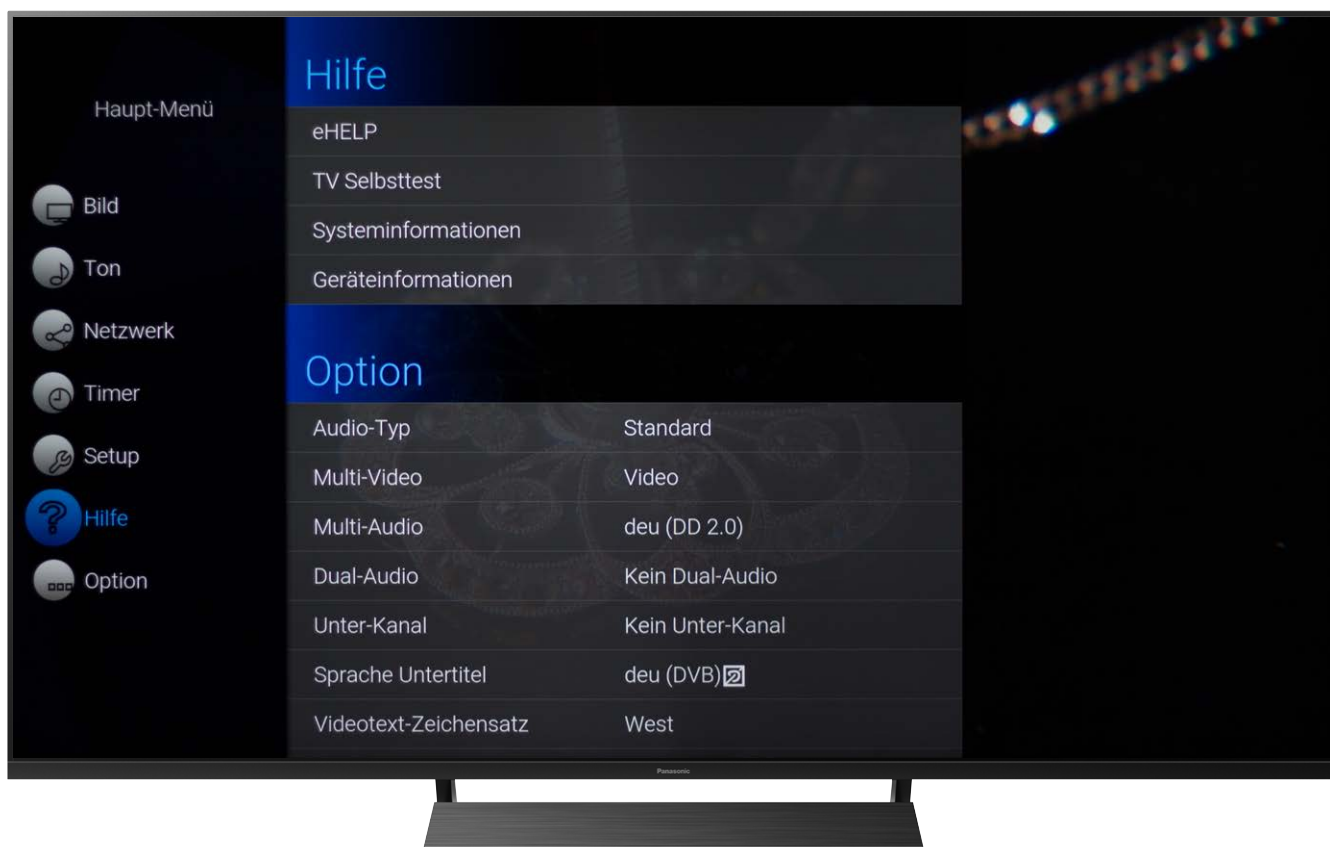 Haupt-Menü
Bild
Ton
Netzwerk
Timer
Setup
Hilfe
Option
Hilfe
eHELP
TV Selbsttest
Systeminformationen
Geräteinformationen
Option
Audio-Typ Standard
Multi-Video Video
Multi-Audio deu (DD 2.0)
Dual-Audio Kein Dual-Audio
Unter-Kanal Kein Unter-Kanal
Sprache Untertitel deu (DVB)
Videotext-Zeichensatz West
Panasonic